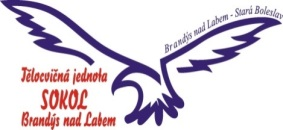 Brandýs nad Labem - Stará Boleslav
Tělocvičná jednota
SOKOL
Brandýs nad Labem